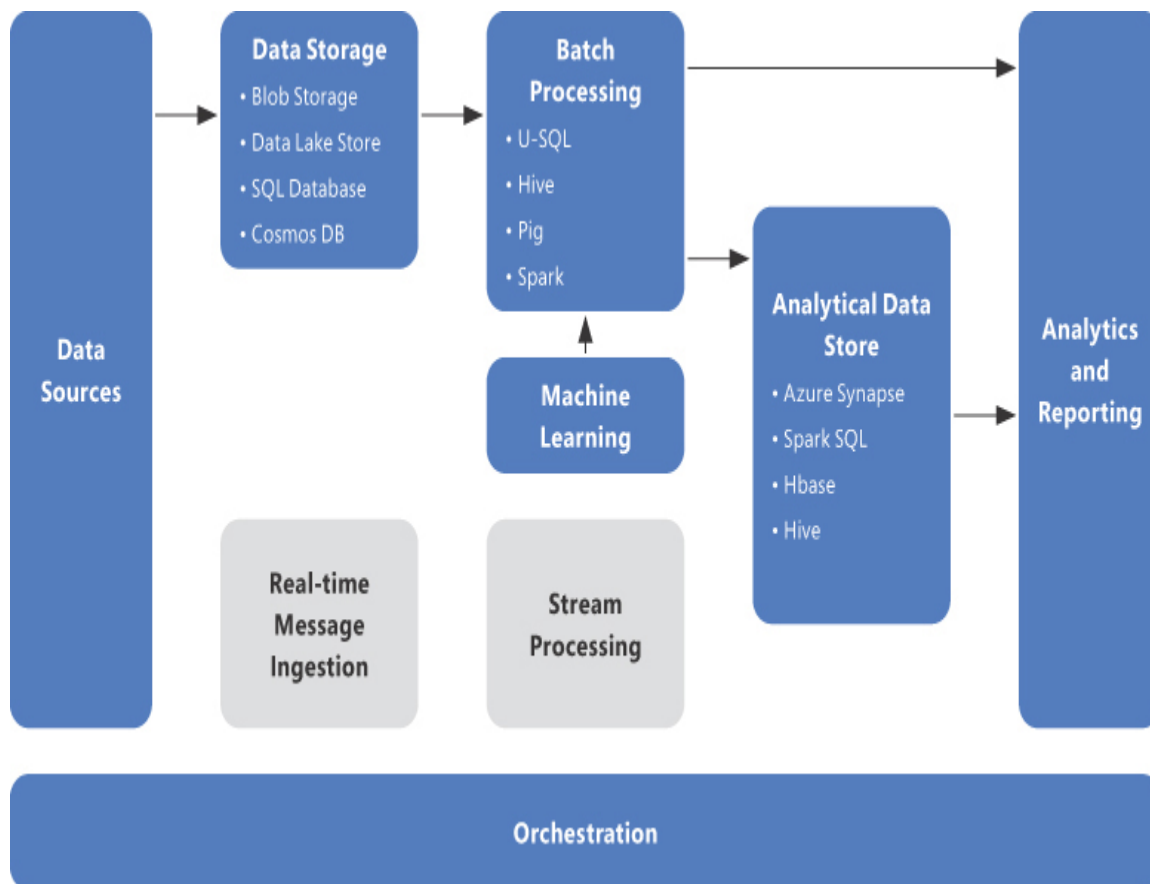 Data
Sources
Data Storage
• Blob Storage
• Data Lake Store
• SQL Database
• Cosmos DB
Batch
Processing
• U-SQL
• Hive
• Pig
• Spark
Machine
Learning
Real-time
Message
Ingestion
Stream
Processing
Analytical Data
Store
• Azure Synapse
• Spark SQL
• Hbase
• Hive
Analytics
and
Reporting
Orchestration